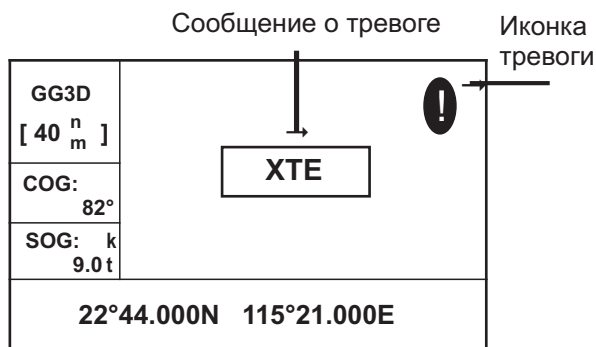 Сообщение о тревоге
Иконка
тревоги
GG3D
[ 40 n m ]
!
XTE
COG:
82°
SOG: k
9.0 t
22°44.000N 115°21.000E